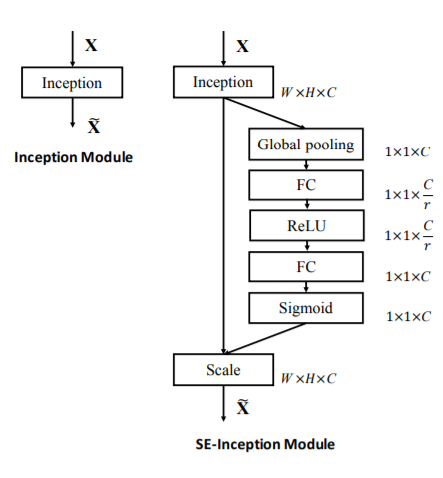 X
Inception
X̃
Inception Module
X
Inception
W×H×C
Global pooling
1×1×C
FC
1×1×C/r
ReLU
1×1×C/r
FC
1×1×C
Sigmoid
1×1×C
Scale
W×H×C
X̃
SE-Inception Module